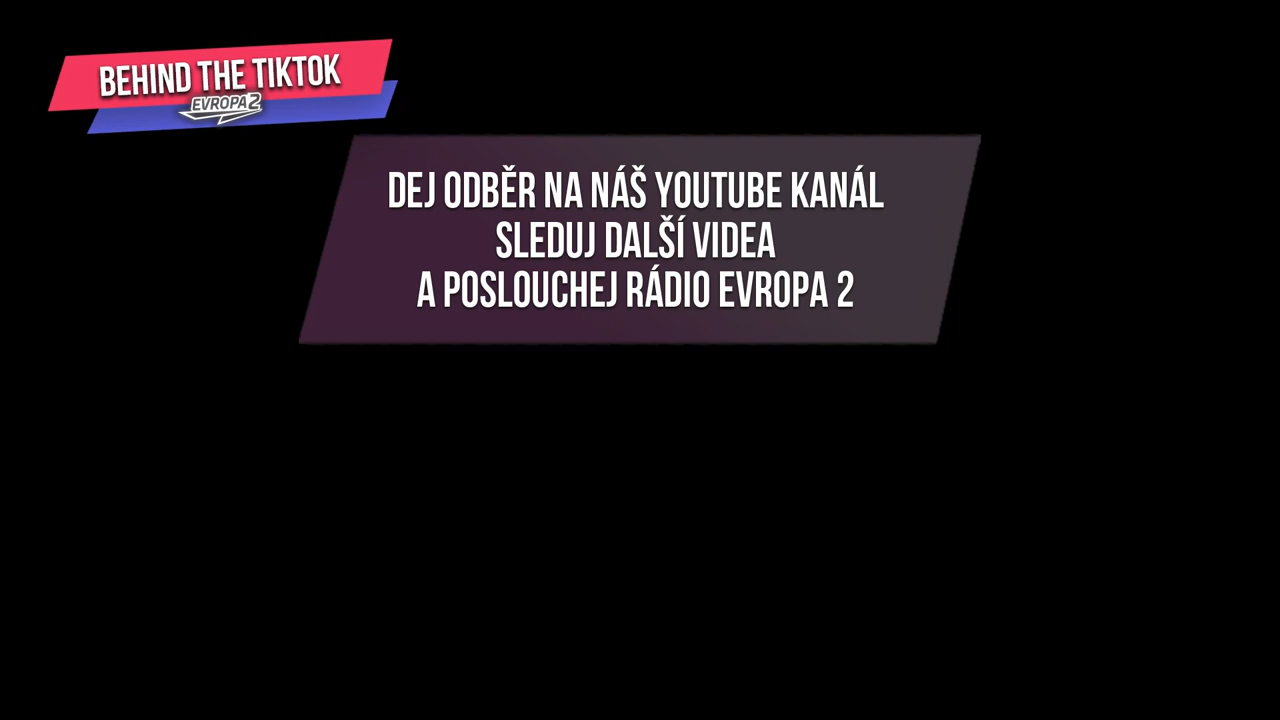 BEHIND THE TIKTOK
EVROPA 2
DEJ ODBĚR NA NÁŠ YOUTUBE KANÁL
SLEDUJ DALŠÍ VIDEA
A POSLOUCHEJ RÁDIO EVROPA 2